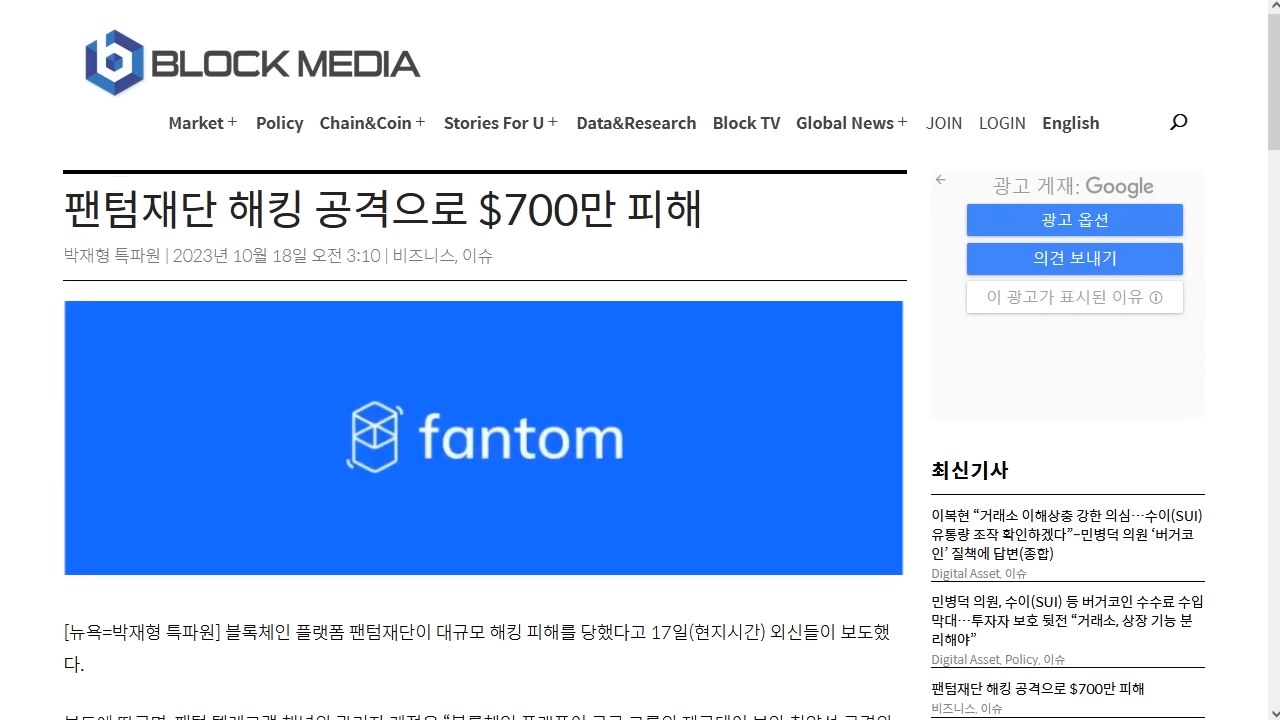 BLOCK MEDIA
Market + Policy Chain&Coin + Stories For U + Data&Research Block TV Global News + JOIN LOGIN English
팬텀재단 해킹 공격으로 $700만 피해
박재형 특파원 | 2023년 10월 18일 오전 3:10 | 비즈니스, 이슈
fantom
[뉴욕=박재형 특파원] 블록체인 플랫폼 팬텀재단이 대규모 해킹 피해를 당했다고 17일(현지시간) 외신들이 보도했
다.
광고 게재: Google
광고 옵션
의견 보내기
이 광고가 표시된 이유
최신기사
이복현 “거래소 이해상충 강한 의심…수이(SUI)
유통량 조작 확인하겠다”–민병덕 의원 ‘버거코
인’ 질책에 답변(종합)
Digital Asset, 이슈
민병덕 의원, 수이(SUI) 등 버거코인 수수료 수입
막대…투자자 보호 뒷전 “거래소, 상장 기능 분
리해야”
Digital Asset, Policy, 이슈
팬텀재단 해킹 공격으로 $700만 피해
비즈니스, 이슈